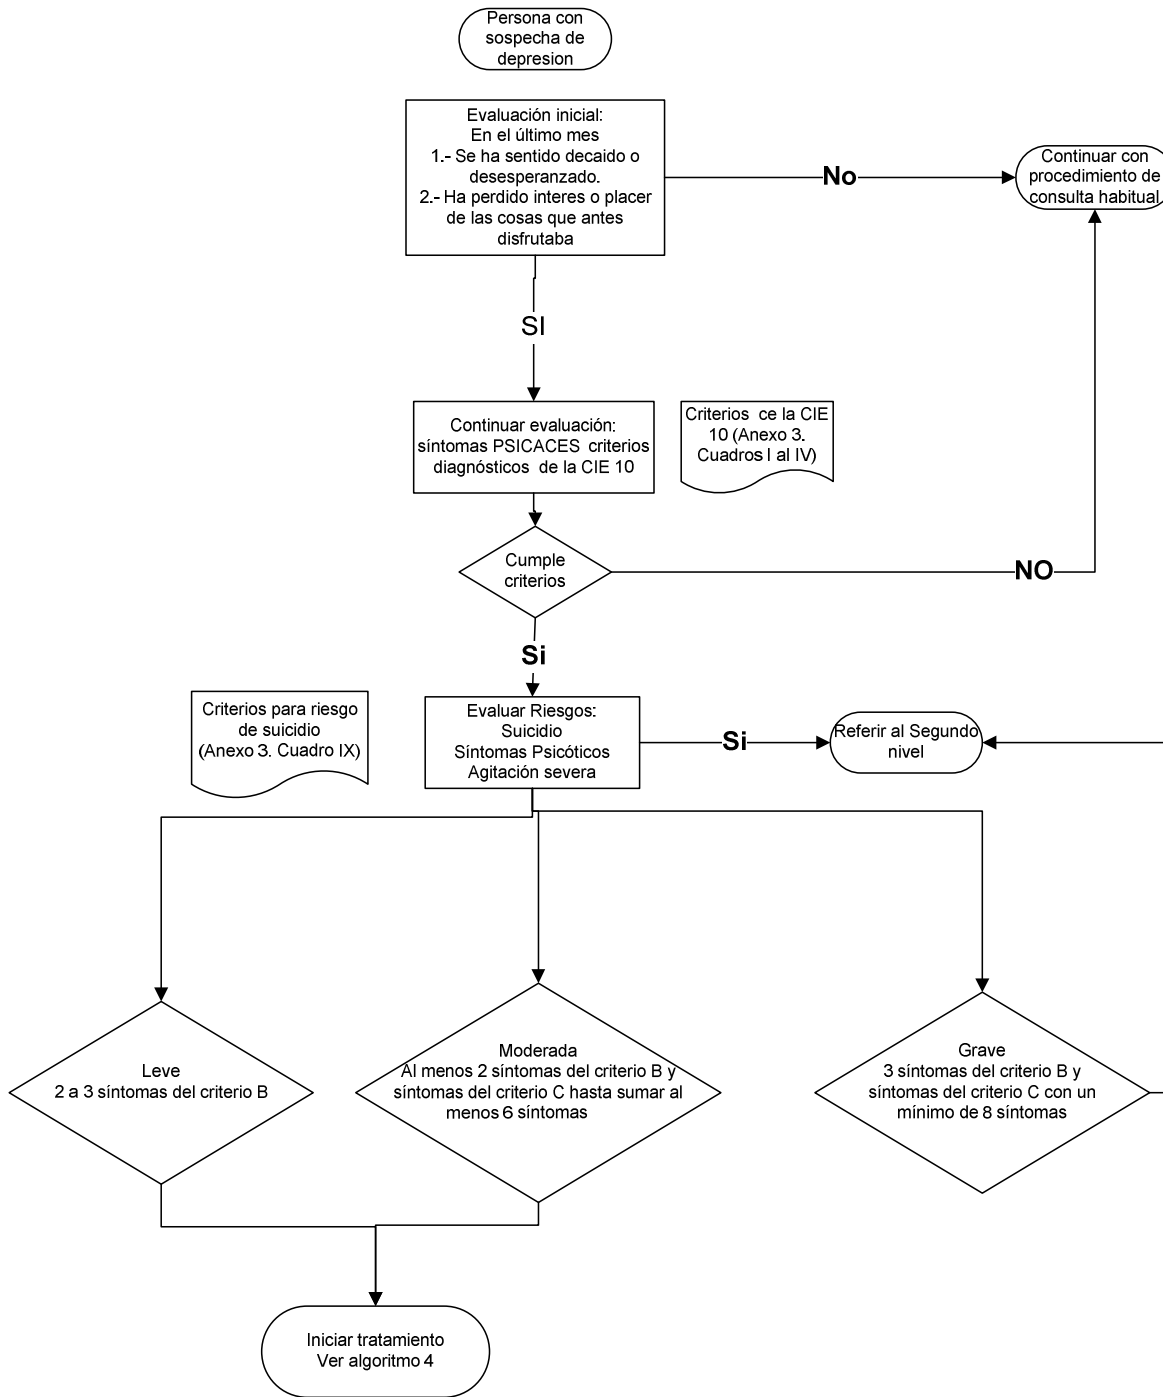 Persona con
sospecha de
depresion
Evaluación inicial:
En el último mes
1.- Se ha sentido decaido o
desesperanzado.
2.- Ha perdido interes o placer
de las cosas que antes
disfrutaba
No
Continuar con
procedimiento de
consulta habitual
SI
Continuar evaluación:
síntomas PSICACES criterios
diagnósticos de la CIE 10
Criterios ce la CIE
10 (Anexo 3.
Cuadros I al IV)
Cumple
criterios
NO
Si
Criterios para riesgo
de suicidio
(Anexo 3. Cuadro IX)
Evaluar Riesgos:
Suicidio
Síntomas Psicóticos
Agitación severa
Si
Referir al Segundo
nivel
Leve
2 a 3 síntomas del criterio B
Moderada
Al menos 2 síntomas del criterio B y
síntomas del criterio C hasta sumar al
menos 6 síntomas
Grave
3 síntomas del criterio B y
síntomas del criterio C con un
mínimo de 8 síntomas
Iniciar tratamiento
Ver algoritmo 4